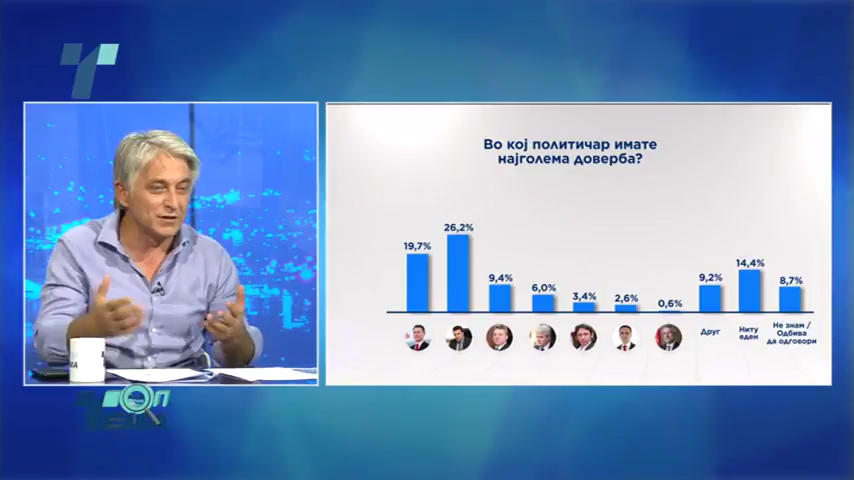 Во кој политичар имате
најголема доверба?
19,7%
26,2%
9,4%
6,0%
3,4%
2,6%
0,6%
9,2%
14,4%
8,7%
Друг
Ниту
еден
Не знам /
Одбива
да одговори
ТОП